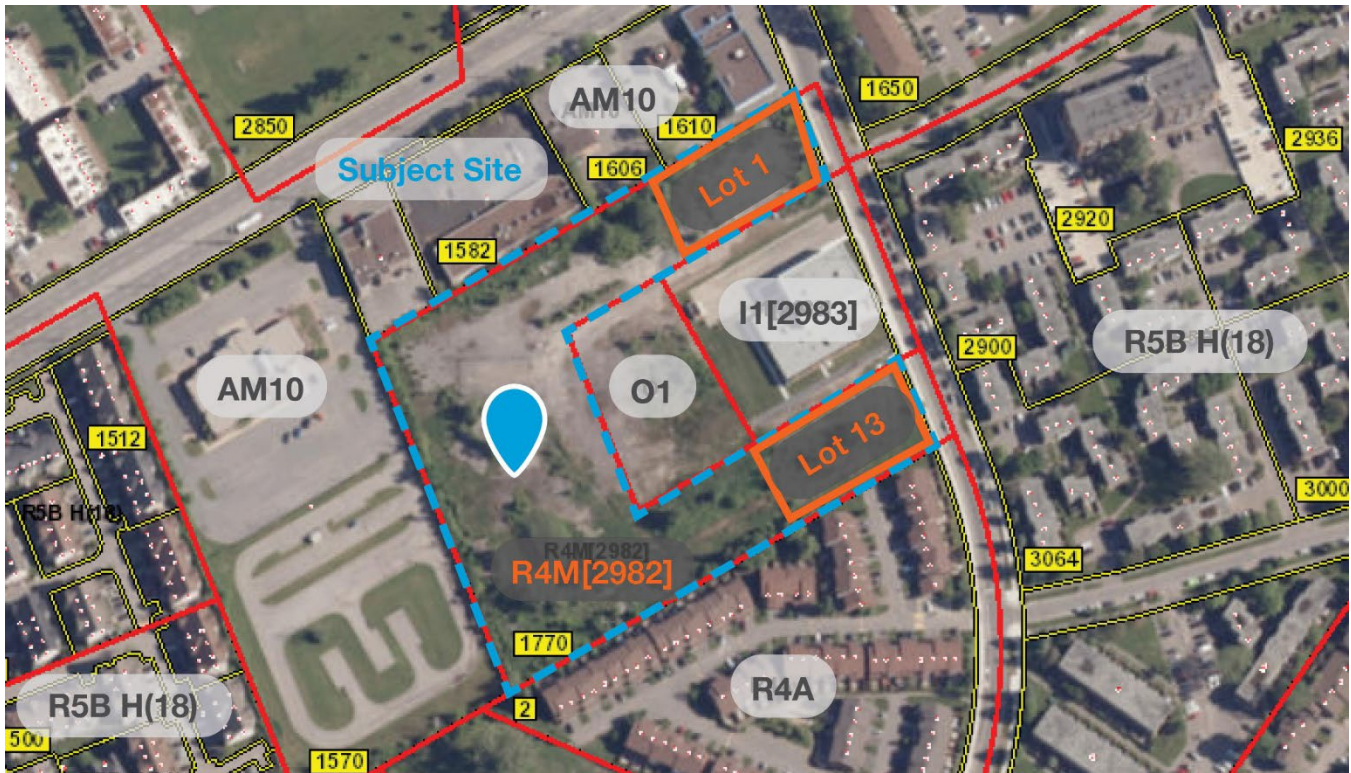 AM10
AM10
1650
2850
1610
2936
Subject Site
1606
Lot 1
2920
1582
I1[2983]
2900
R5B H(18)
AM10
O1
1512
Lot 13
3000
R5B H(18)
R4M[2982]
R4M[2982]
3064
1770
R4A
R5B H(18)
2
500
1570